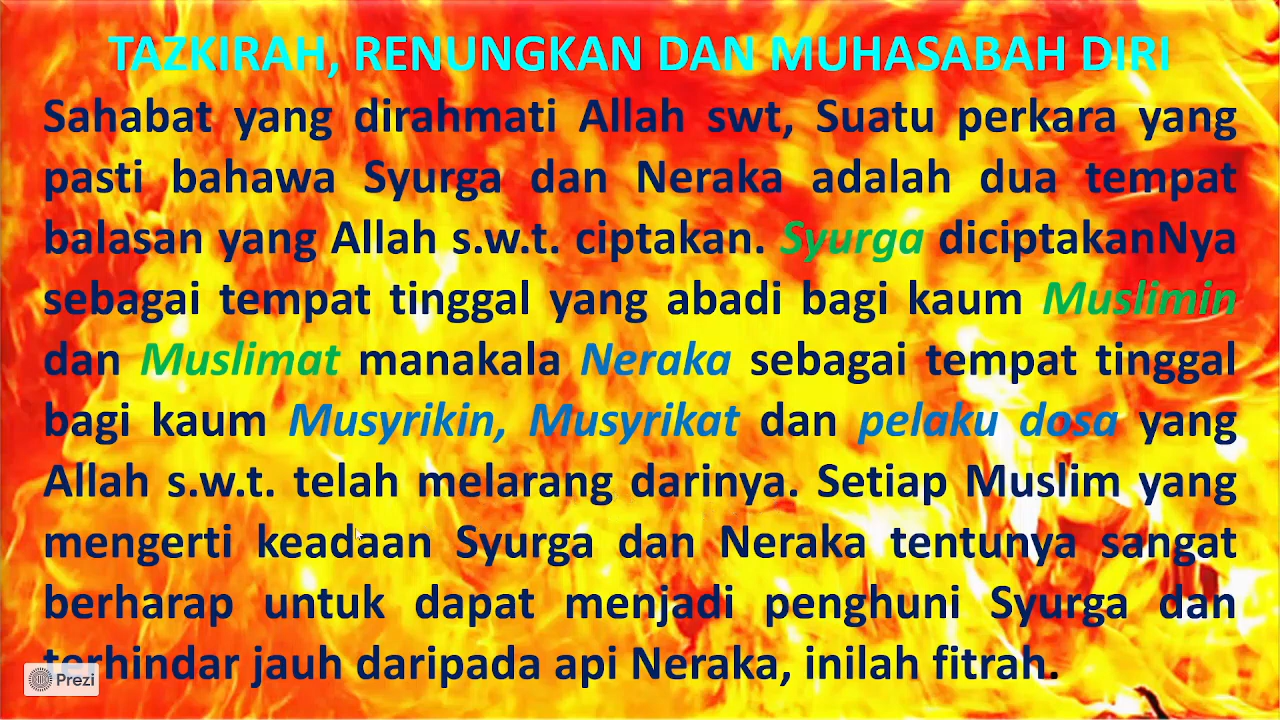 TAZKIRAH, RENUNGKAN DAN MUHASABAH DIRI
Sahabat yang dirahmati Allah swt, Suatu perkara yang
pasti bahawa Syurga dan Neraka adalah dua tempat
balasan yang Allah s.w.t. ciptakan. Syurga diciptakanNya
sebagai tempat tinggal yang abadi bagi kaum Muslimin
dan Muslimat manakala Neraka sebagai tempat tinggal
bagi kaum Musyrikin, Musyrikat dan pelaku dosa yang
Allah s.w.t. telah melarang darinya. Setiap Muslim yang
mengerti keadaan Syurga dan Neraka tentunya sangat
berharap untuk dapat menjadi penghuni Syurga dan
terhindar jauh daripada api Neraka, inilah fitrah.
Prezi